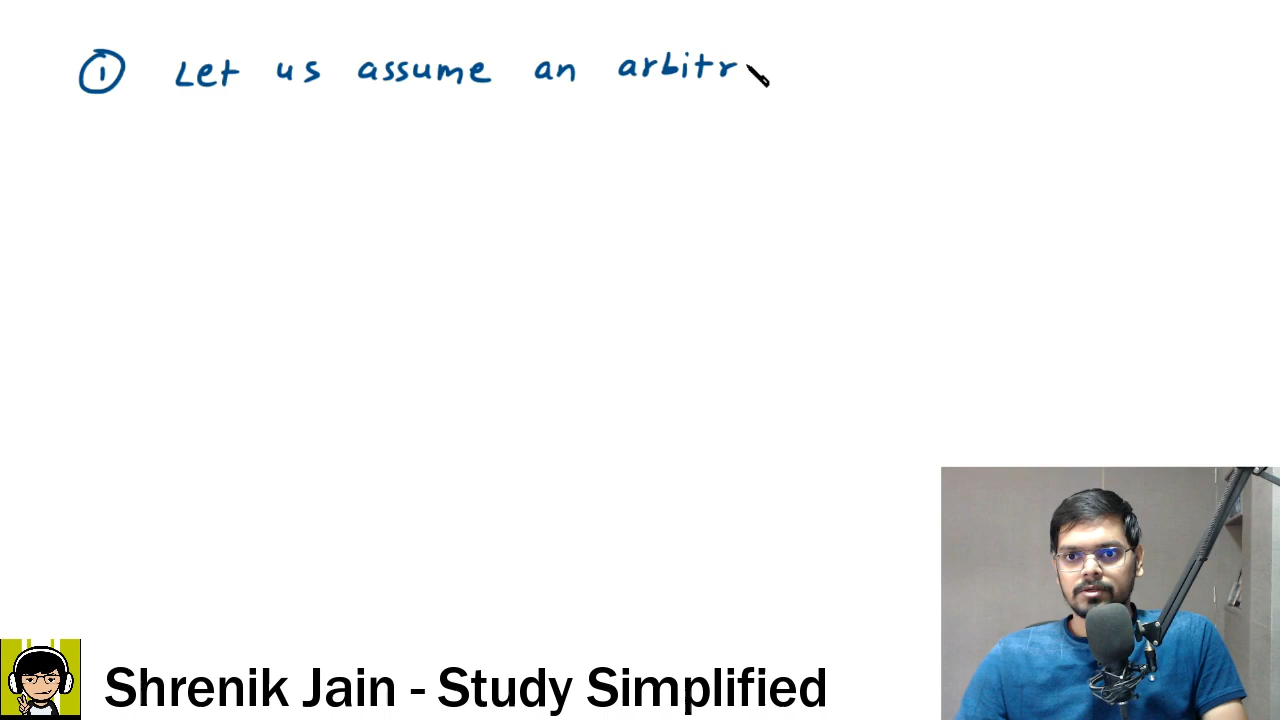 ① Let us assume an arbitr
Shrenik Jain - Study Simplified